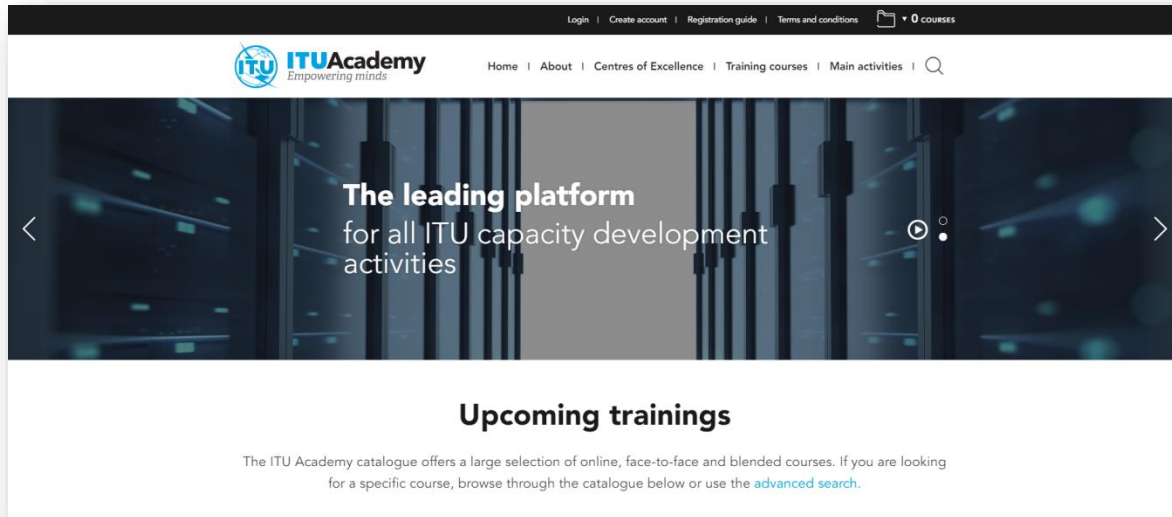 Login | Create account | Registration guide | Terms and conditions 0 COURSES
ITU ITUAcademy
Empowering minds
Home | About | Centres of Excellence | Training courses | Main activities |
The leading platform
for all ITU capacity development
activities
Upcoming trainings
The ITU Academy catalogue offers a large selection of online, face-to-face and blended courses. If you are looking
for a specific course, browse through the catalogue below or use the advanced search.